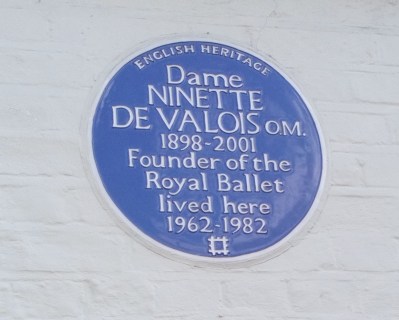 ENGLISH HERITAGE
Dame
NINETTE
DE VALOIS O.M.
1898-2001
Founder of the
Royal Ballet
lived here
1962-1982